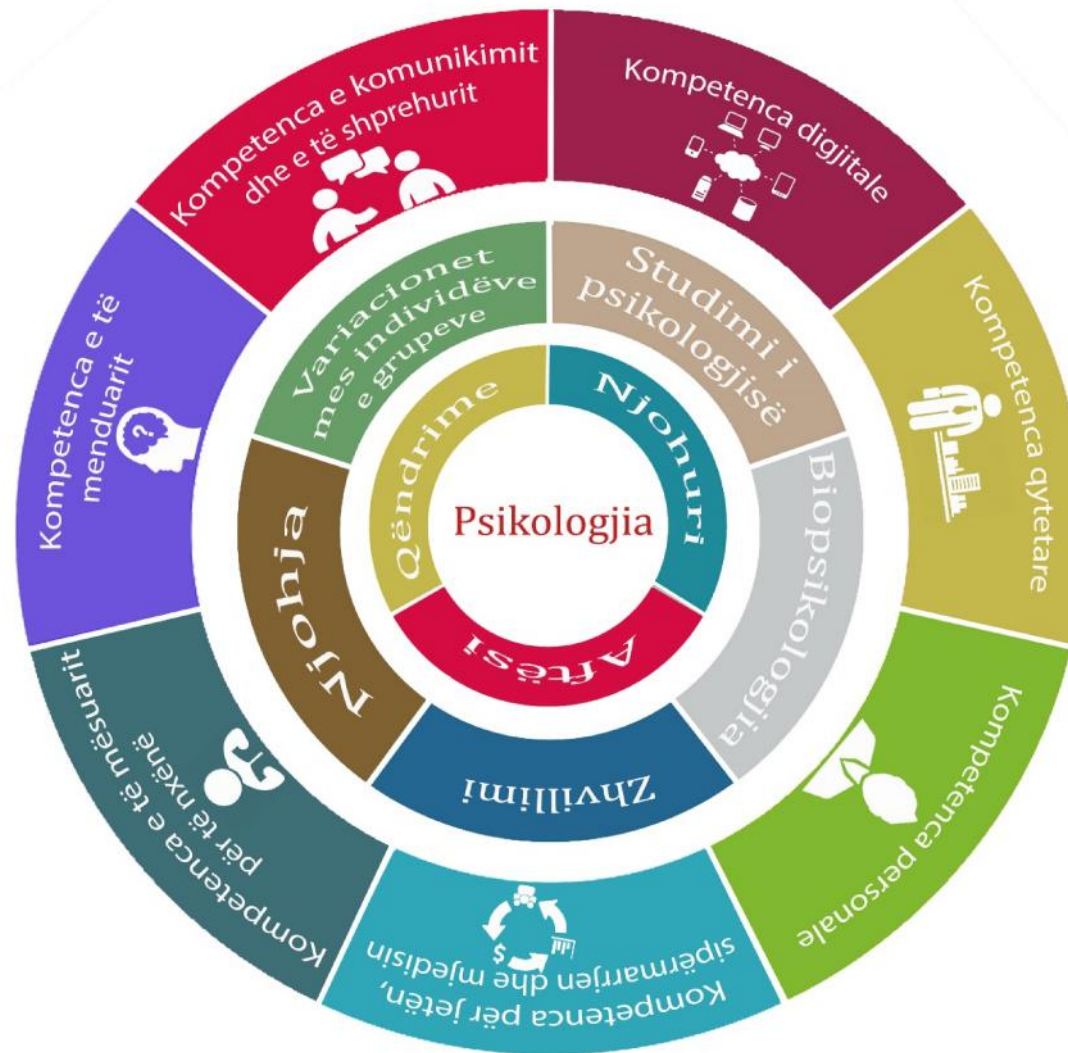 Kompetenca e komunikimit
dhe e të shprehurit
Kompetenca digjitale
Kompetenca qytetare
Kompetenca personale
Kompetenca për jetën,
sipërmarrjen dhe mjedisin
Kompetenca e të mësuarit
për të nxënë
Kompetenca e të
menduarit
?
$
Variacionet
mes individëve
e grupeve
Studimi i
psikologjisë
Biopsikologjia
Zhvillimi
Njohja
Qëndrime
Njohuri
Aftësi
Psikologjia